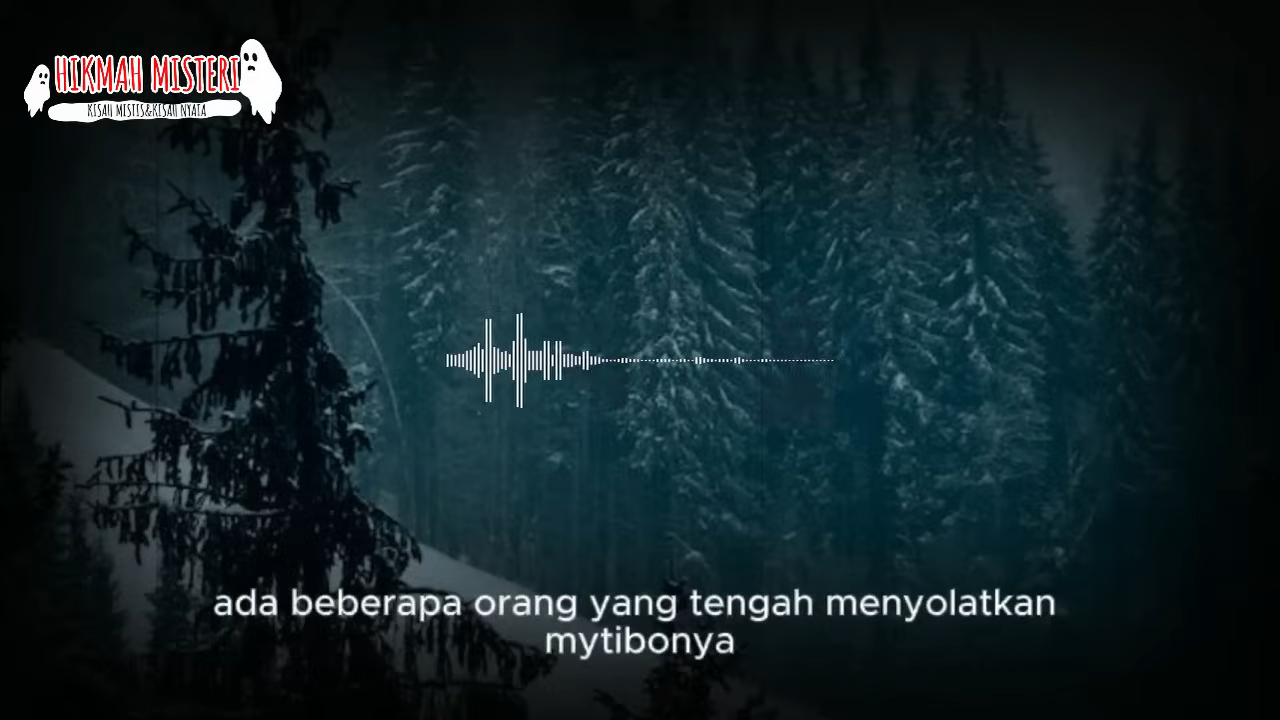 HIKMAH MISTERI
KISAH MISTIS&KISAH NYATA
ada beberapa orang yang tengah menyolatkan
mytibonya